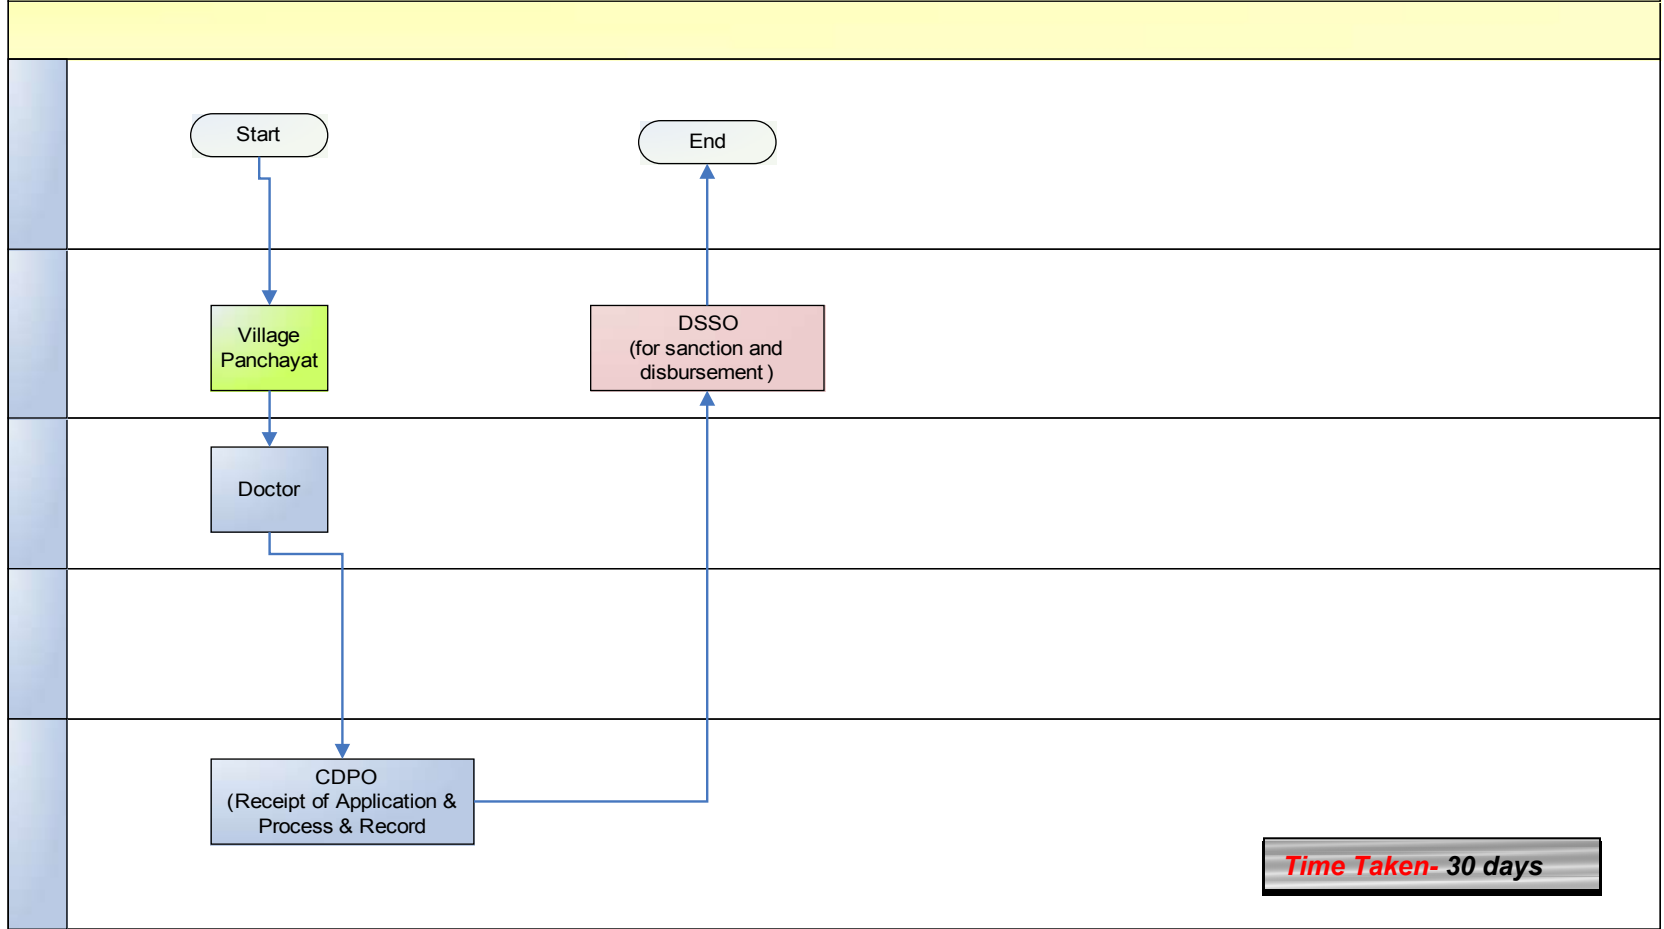 Start
End
Village
Panchayat
DSSO
(for sanction and
disbursement )
Doctor
CDPO
(Receipt of Application &
Process & Record
Time Taken- 30 days